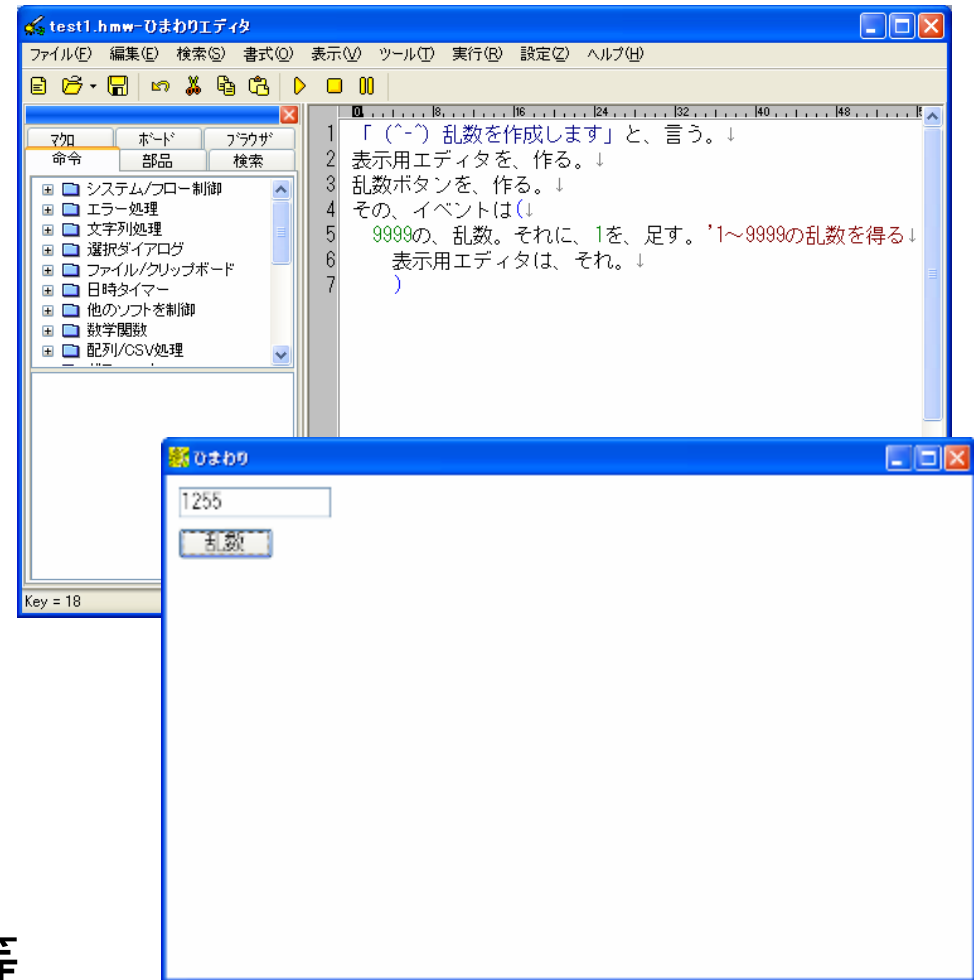 test1.hmw-ひまわりエディタ
ファイル(F) 編集(E) 検索(S) 書式(O) 表示(V) ツール(T) 実行(R) 設定(Z) ヘルプ(H)
マクロ ボード ブラウザ
命令 部品 検索
システム/フロー制御
エラー処理
文字列処理
選択ダイアログ
ファイル/クリップボード
日時タイマー
他のソフトを制御
数学関数
配列/CSV処理
0 8 16 24 32 40 48
1 「 (^-^) 乱数を作成します」と、言う。↓
2 表示用エディタを、作る。↓
3 乱数ボタンを、作る。↓
4 その、イベントは(↓
5 9999の、乱数。それに、1を、足す。'1～9999の乱数を得る↓
6 表示用エディタは、それ。↓
7 )
Key = 18
ひまわり
1255
乱数